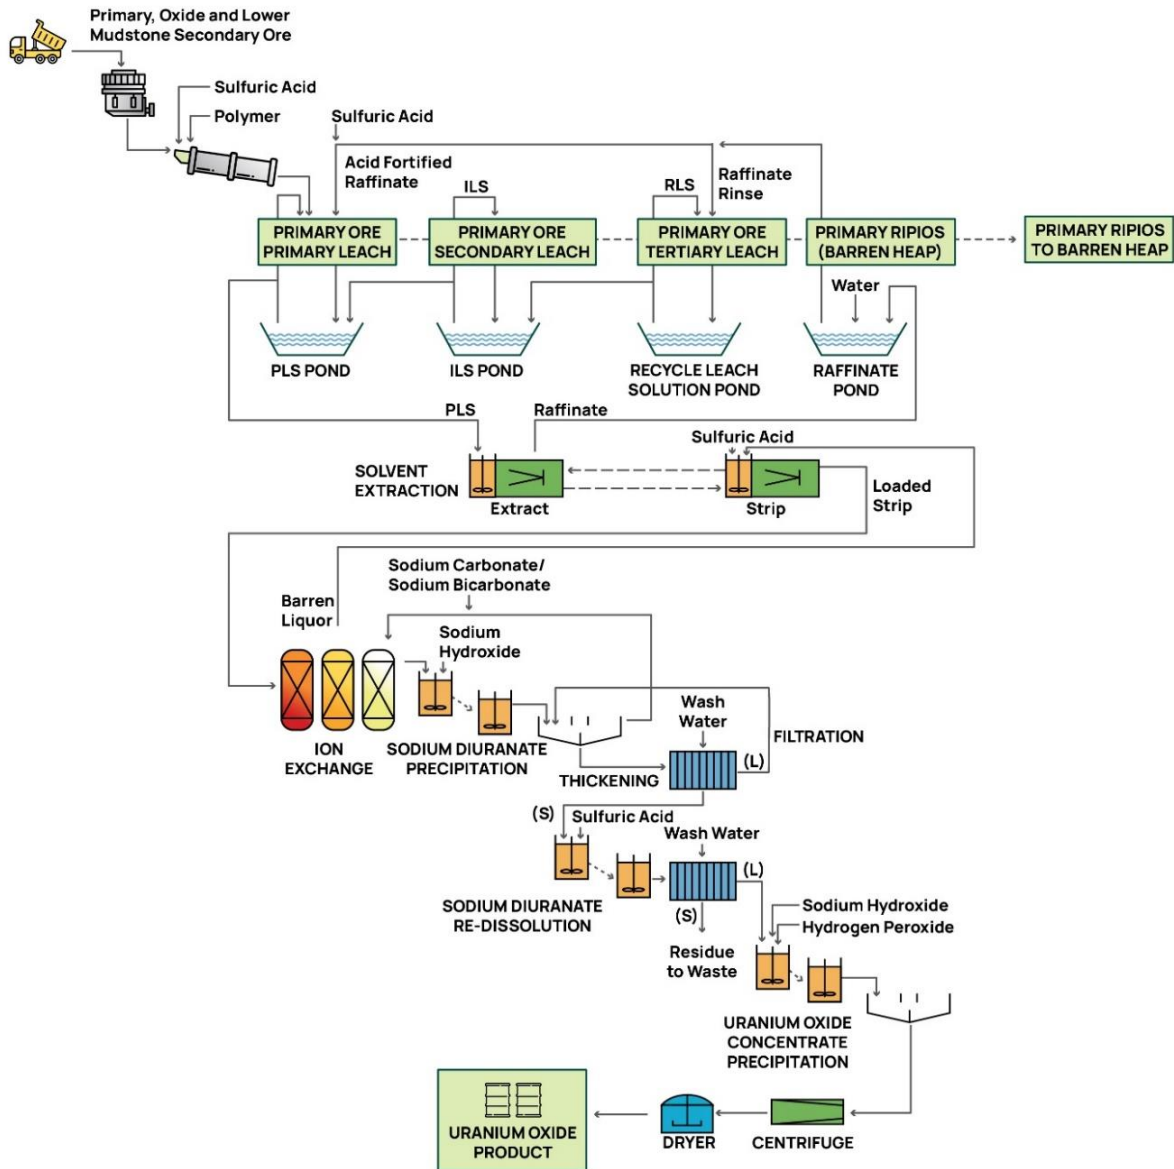 Primary, Oxide and Lower
Mudstone Secondary Ore
Sulfuric Acid
Polymer
Sulfuric Acid
Acid Fortified
Raffinate
ILS
RLS
Raffinate
Rinse
PRIMARY ORE
PRIMARY LEACH
PRIMARY ORE
SECONDARY LEACH
PRIMARY ORE
TERTIARY LEACH
PRIMARY RIPIOS
(BARREN HEAP)
PRIMARY RIPIOS
TO BARREN HEAP
Water
PLS POND
ILS POND
RECYCLE LEACH
SOLUTION POND
RAFFINATE
POND
PLS
Raffinate
Sulfuric Acid
SOLVENT
EXTRACTION
Extract
Strip
Loaded
Strip
Sodium Carbonate/
Sodium Bicarbonate
Barren
Liquor
Sodium
Hydroxide
ION
EXCHANGE
SODIUM DIURANATE
PRECIPITATION
THICKENING
Wash
Water
FILTRATION
(L)
(S)
Sulfuric Acid
Wash Water
(L)
SODIUM DIURANATE
RE-DISSOLUTION
(S)
Residue
to Waste
Sodium Hydroxide
Hydrogen Peroxide
URANIUM OXIDE
CONCENTRATE
PRECIPITATION
URANIUM OXIDE
PRODUCT
DRYER
CENTRIFUGE